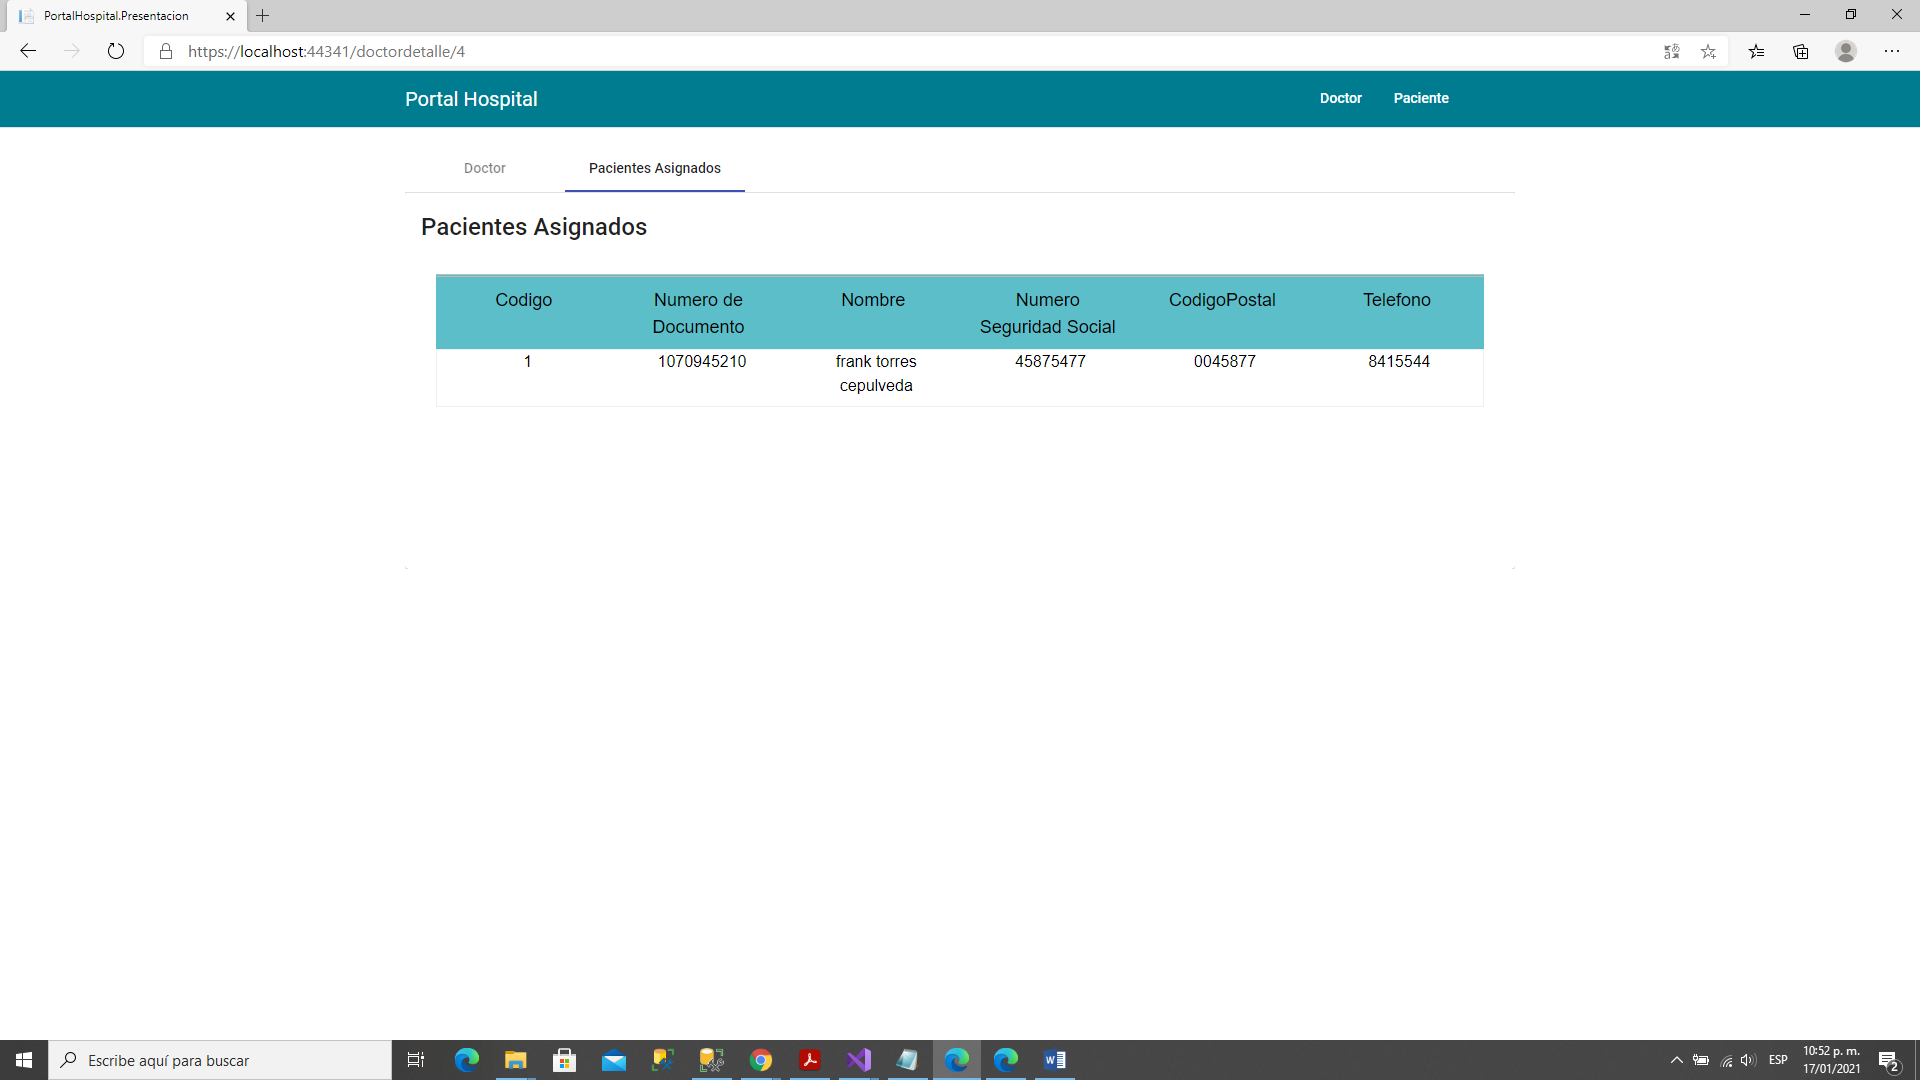 PortalHospital.Presentacion
https://localhost:44341/doctordetalle/4
Portal Hospital
Doctor
Paciente
Doctor
Pacientes Asignados
Pacientes Asignados
Codigo
Numero de
Documento
Nombre
Numero
Seguridad Social
CodigoPostal
Telefono
1
1070945210
frank torres
cepulveda
45875477
0045877
8415544
Escribe aquí para buscar
ESP
10:52 p. m.
17/01/2021
2